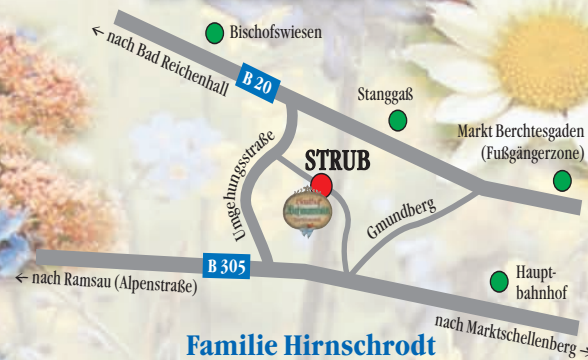 Bischofswiesen
← nach Bad Reichenhall
B 20
Stanggaß
Markt Berchtesgaden
(Fußgängerzone)
Umgehungsstraße
STRUB
Gasthof
Gmundberg
B 305
← nach Ramsau (Alpenstraße)
Haupt-
bahnhof
nach Marktschellenberg →
Familie Hirnschrodt